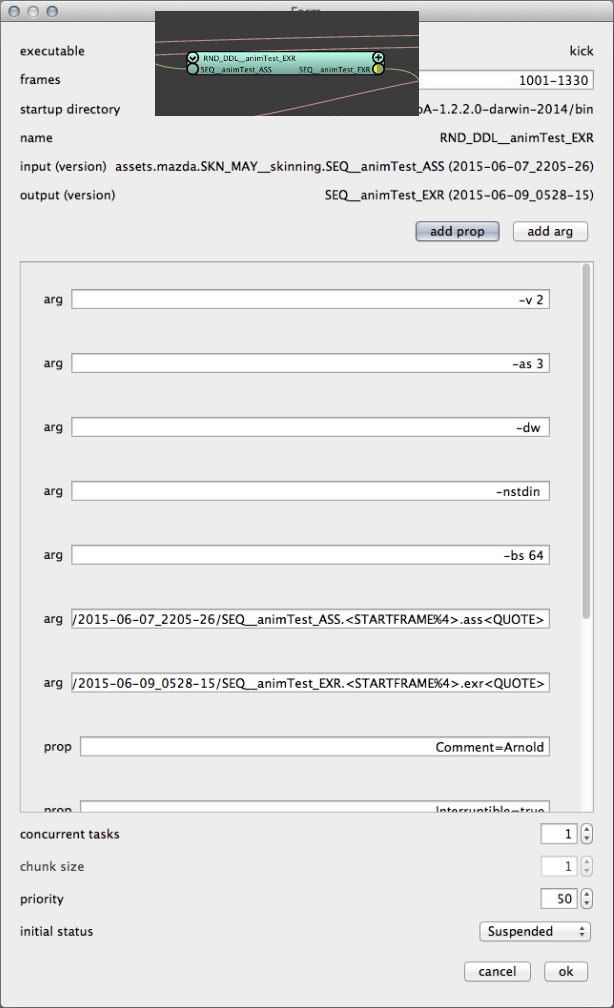 RND_DDL__animTest_EXR
SEQ__animTest_ASS SEQ__animTest_EXR
executable kick
frames 1001-1330
startup directory oA-1.2.2.0-darwin-2014/bin
name RND_DDL__animTest_EXR
input (version) assets.mazda.SKN_MAY__skinning.SEQ__animTest_ASS (2015-06-07_2205-26)
output (version) SEQ__animTest_EXR (2015-06-09_0528-15)
add prop add arg
arg -v 2
arg -as 3
arg -dw
arg -nstdin
arg -bs 64
arg /2015-06-07_2205-26/SEQ__animTest_ASS.<STARTFRAME%4>.ass<QUOTE>
arg /2015-06-09_0528-15/SEQ__animTest_EXR.<STARTFRAME%4>.exr<QUOTE>
prop Comment=Arnold
prop Interruptible=true
concurrent tasks 1
chunk size 1
priority 50
initial status Suspended
cancel ok